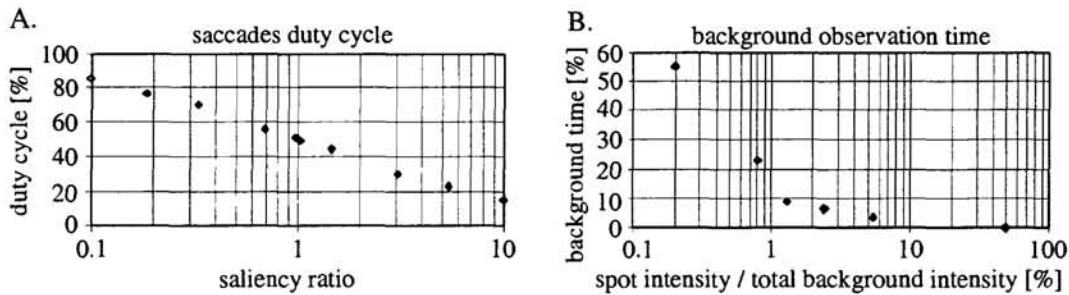 A.
saccades duty cycle
duty cycle [%]
100
80
60
40
20
0
0.1
1
10
saliency ratio
B.
background observation time
background time [%]
60
50
40
30
20
10
0
0.1
1
10
100
spot intensity / total background intensity [%]